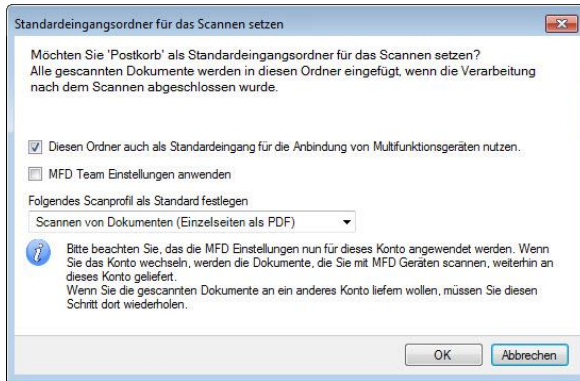 Standardeingangsordner für das Scannen setzen
Möchten Sie 'Postkorb' als Standardeingangsordner für das Scannen setzen?
Alle gescannten Dokumente werden in diesen Ordner eingefügt, wenn die Verarbeitung
nach dem Scannen abgeschlossen wurde.
Diesen Ordner auch als Standardeingang für die Anbindung von Multifunktionsgeräten nutzen.
MFD Team Einstellungen anwenden
Folgendes Scanprofil als Standard festlegen
Scannen von Dokumenten (Einzelseiten als PDF)
Bitte beachten Sie, das die MFD Einstellungen nun für dieses Konto angewendet werden. Wenn
Sie das Konto wechseln, werden die Dokumente, die Sie mit MFD Geräten scannen, weiterhin an
dieses Konto geliefert.
Wenn Sie die gescannten Dokumente an ein anderes Konto liefern wollen, müssen Sie diesen
Schritt dort wiederholen.
OK Abbrechen